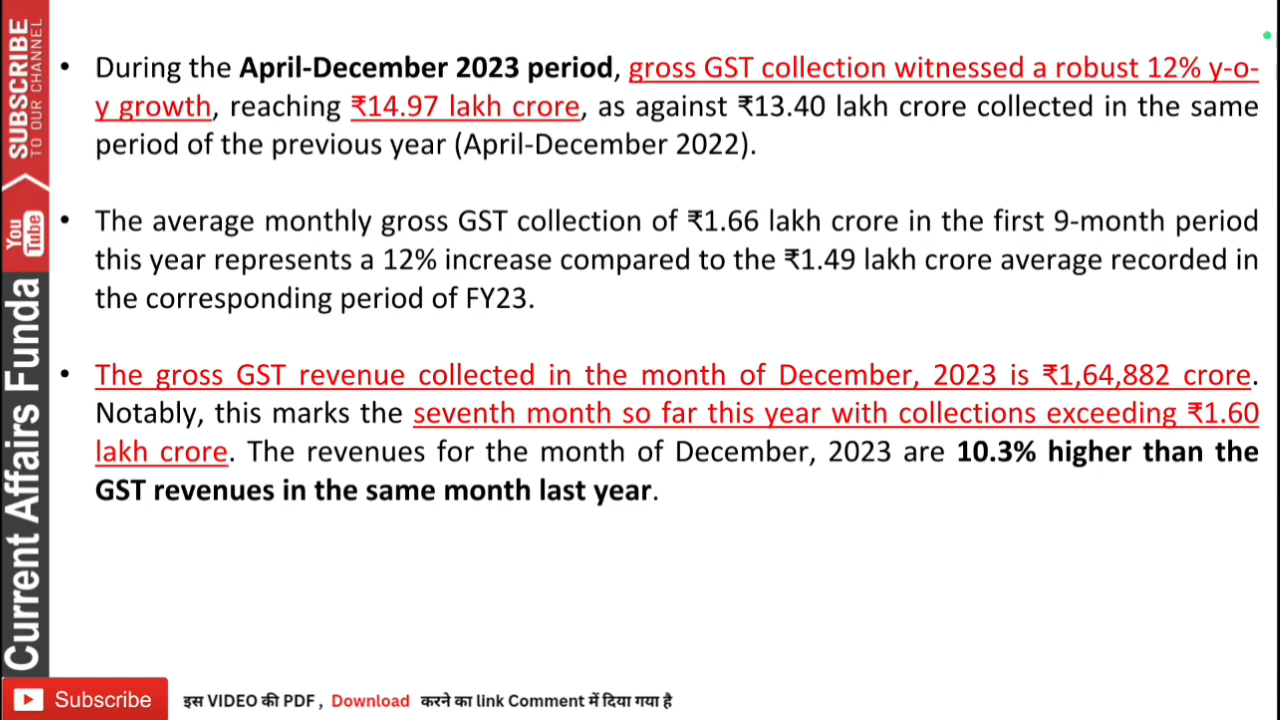 • During the April-December 2023 period, gross GST collection witnessed a robust 12% y-o-
y growth, reaching ₹14.97 lakh crore, as against ₹13.40 lakh crore collected in the same
period of the previous year (April-December 2022).
• The average monthly gross GST collection of ₹1.66 lakh crore in the first 9-month period
this year represents a 12% increase compared to the ₹1.49 lakh crore average recorded in
the corresponding period of FY23.
• The gross GST revenue collected in the month of December, 2023 is ₹1,64,882 crore.
Notably, this marks the seventh month so far this year with collections exceeding ₹1.60
lakh crore. The revenues for the month of December, 2023 are 10.3% higher than the
GST revenues in the same month last year.
SUBSCRIBE
TO OUR CHANNEL
You Tube
Current Affairs Funda
Subscribe
इस VIDEO की PDF , Download करने का link Comment में दिया गया है